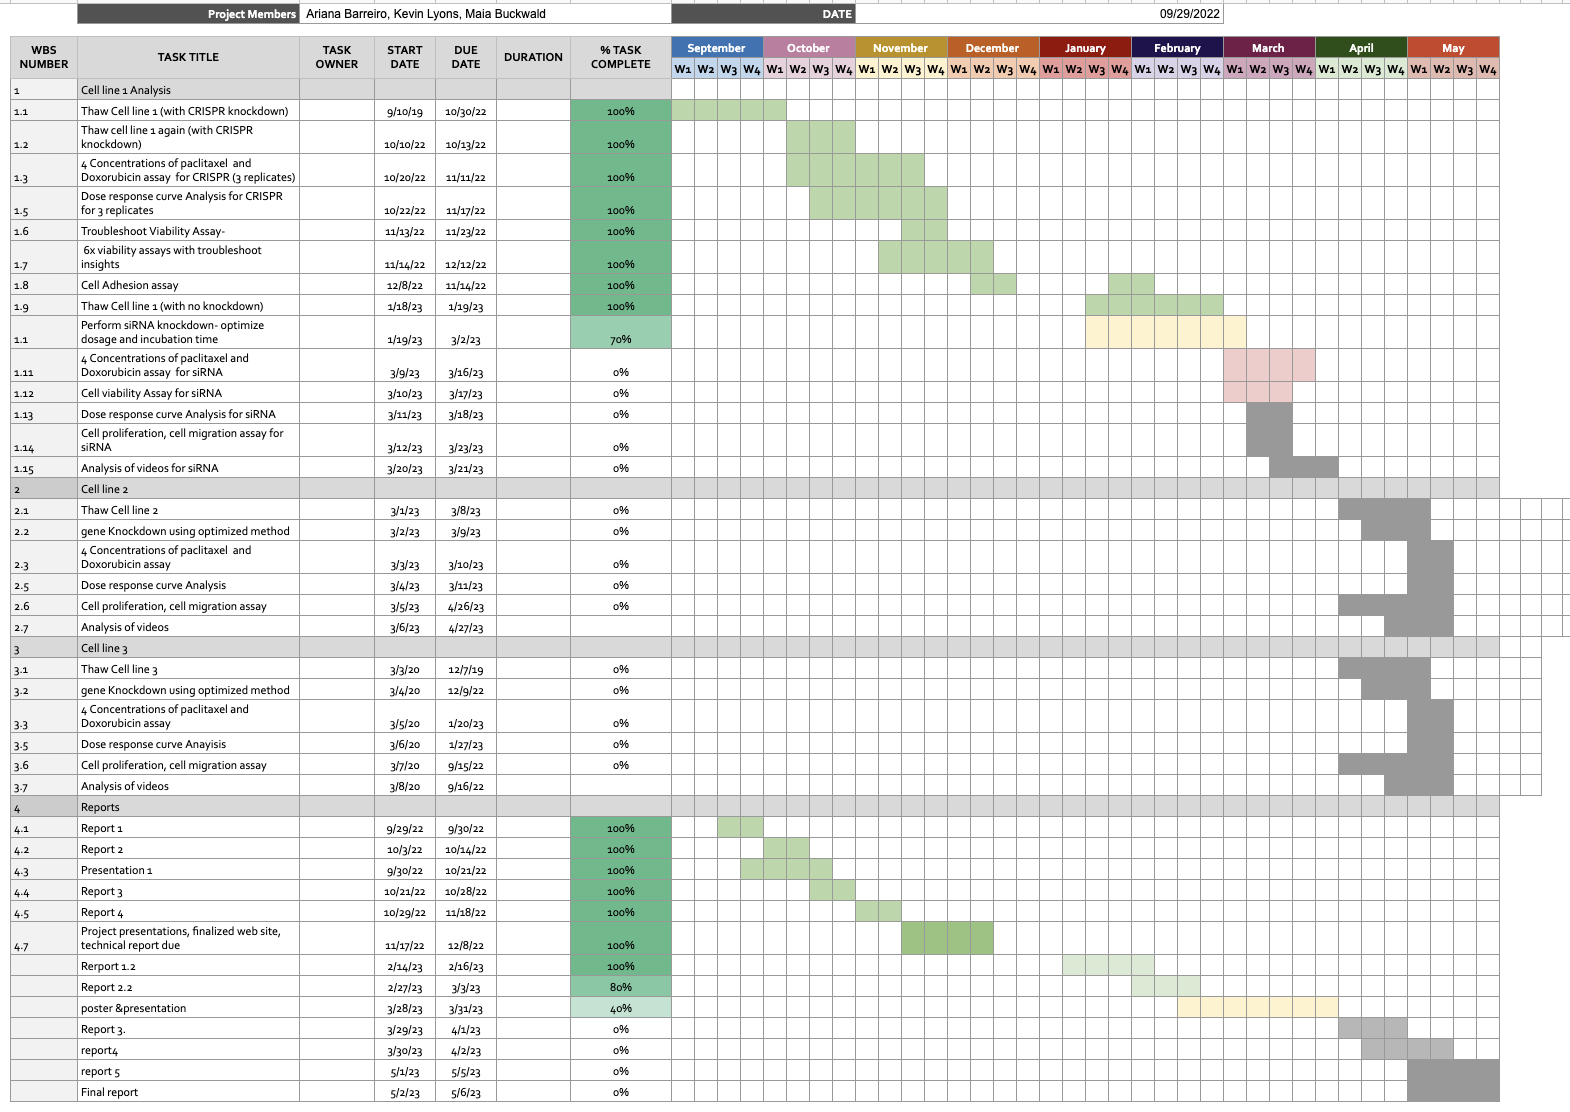 Project Members Ariana Barreiro, Kevin Lyons, Maia Buckwald DATE 09/29/2022
WBS NUMBER TASK TITLE TASK OWNER START DATE DUE DATE DURATION % TASK COMPLETE September October November December January February March April May
W1 W2 W3 W4 W1 W2 W3 W4 W1 W2 W3 W4 W1 W2 W3 W4 W1 W2 W3 W4 W1 W2 W3 W4 W1 W2 W3 W4 W1 W2 W3 W4 W1 W2 W3 W4
1 Cell line 1 Analysis
1.1 Thaw Cell line 1 (with CRISPR knockdown) 9/10/19 10/30/22 100%
1.2 Thaw cell line 1 again (with CRISPR knockdown) 10/10/22 10/13/22 100%
1.3 4 Concentrations of paclitaxel and Doxorubicin assay for CRISPR (3 replicates) 10/20/22 11/11/22 100%
1.5 Dose response curve Analysis for CRISPR for 3 replicates 10/22/22 11/17/22 100%
1.6 Troubleshoot Viability Assay- 11/13/22 11/23/22 100%
1.7 6x viability assays with troubleshoot insights 11/14/22 12/12/22 100%
1.8 Cell Adhesion assay 12/8/22 11/14/22 100%
1.9 Thaw Cell line 1 (with no knockdown) 1/18/23 1/19/23 100%
1.1 Perform siRNA knockdown- optimize dosage and incubation time 1/19/23 3/2/23 70%
1.11 4 Concentrations of paclitaxel and Doxorubicin assay for siRNA 3/9/23 3/16/23 0%
1.12 Cell viability Assay for siRNA 3/10/23 3/17/23 0%
1.13 Dose response curve Analysis for siRNA 3/11/23 3/18/23 0%
1.14 Cell proliferation, cell migration assay for siRNA 3/12/23 3/23/23 0%
1.15 Analysis of videos for siRNA 3/20/23 3/21/23 0%
2 Cell line 2
2.1 Thaw Cell line 2 3/1/23 3/8/23 0%
2.2 gene Knockdown using optimized method 3/2/23 3/9/23 0%
2.3 4 Concentrations of paclitaxel and Doxorubicin assay 3/3/23 3/10/23 0%
2.5 Dose response curve Analysis 3/4/23 3/11/23 0%
2.6 Cell proliferation, cell migration assay 3/5/23 4/26/23 0%
2.7 Analysis of videos 3/6/23 4/27/23
3 Cell line 3
3.1 Thaw Cell line 3 3/3/20 12/7/19 0%
3.2 gene Knockdown using optimized method 3/4/20 12/9/22 0%
3.3 4 Concentrations of paclitaxel and Doxorubicin assay 3/5/20 1/20/23 0%
3.5 Dose response curve Anayisis 3/6/20 1/27/23 0%
3.6 Cell proliferation, cell migration assay 3/7/20 9/15/22 0%
3.7 Analysis of videos 3/8/20 9/16/22
4 Reports
4.1 Report 1 9/29/22 9/30/22 100%
4.2 Report 2 10/3/22 10/14/22 100%
4.3 Presentation 1 9/30/22 10/21/22 100%
4.4 Report 3 10/21/22 10/28/22 100%
4.5 Report 4 10/29/22 11/18/22 100%
4.7 Project presentations, finalized web site, technical report due 11/17/22 12/8/22 100%
Rerport 1.2 2/14/23 2/16/23 100%
Report 2.2 2/27/23 3/3/23 80%
poster &presentation 3/28/23 3/31/23 40%
Report 3. 3/29/23 4/1/23 0%
report4 3/30/23 4/2/23 0%
report 5 5/1/23 5/5/23 0%
Final report 5/2/23 5/6/23 0%